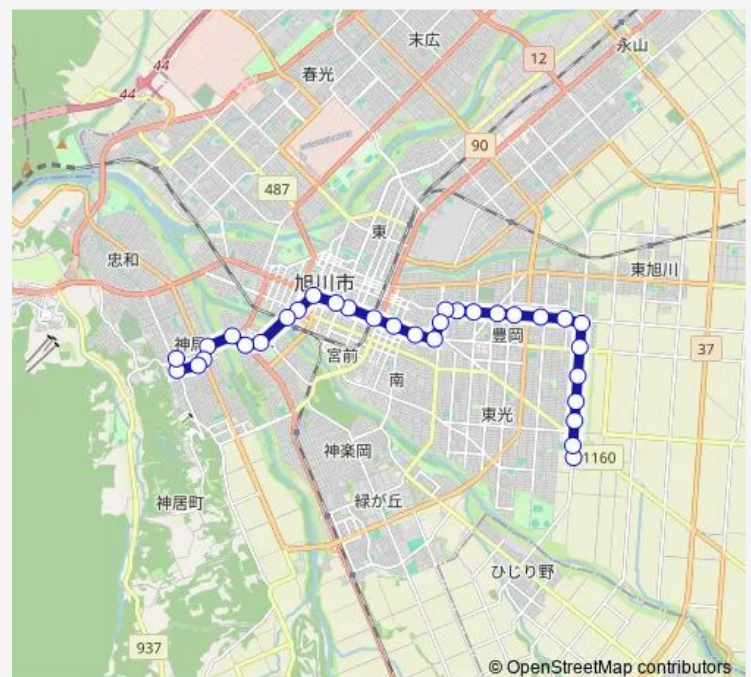 末広
永山
12
44
春光
44
90
487
東
忠和
東旭川
旭川市
豊岡
宮前
37
南
東光
神楽岡
1160
緑が丘
神居町
ひじり野
937
© OpenStreetMap contributors